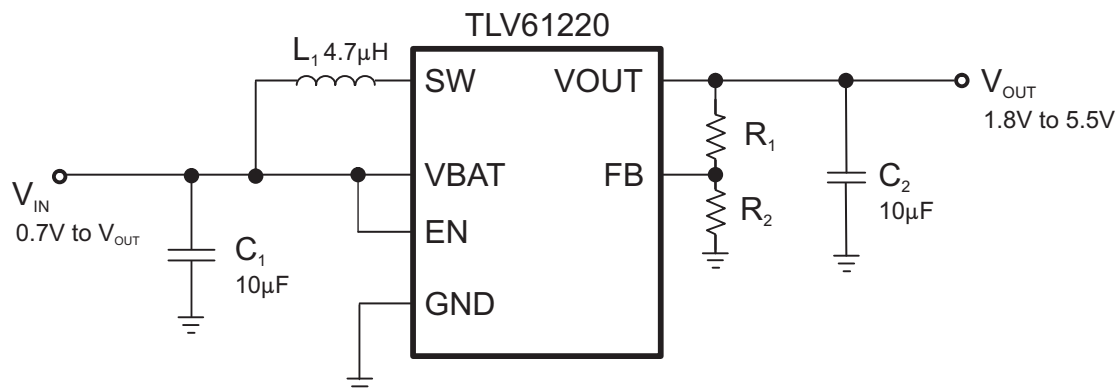 TLV61220
L1 4.7µH
SW
VOUT
VOUT
1.8V to 5.5V
R1
VIN
0.7V to VOUT
VBAT
FB
C2
10µF
R2
EN
C1
10µF
GND